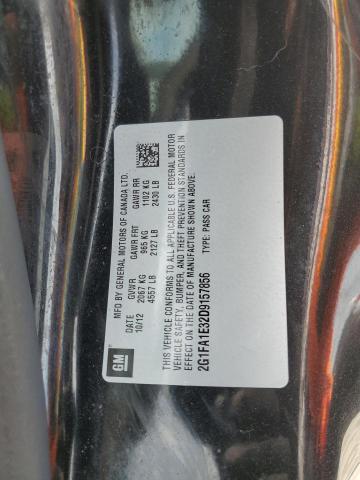 MFD BY GENERAL MOTORS OF CANADA LTD.
DATE GVWR GAWR FRT GAWR RR
10/12 2067 KG 965 KG 1102 KG
4557 LB 2127 LB 2430 LB
THIS VEHICLE CONFORMS TO ALL APPLICABLE U.S. FEDERAL MOTOR
VEHICLE SAFETY, BUMPER, AND THEFT PREVENTION STANDARDS IN
EFFECT ON THE DATE OF MANUFACTURE SHOWN ABOVE.
2G1FA1E32D9157856 TYPE: PASS CAR
GM